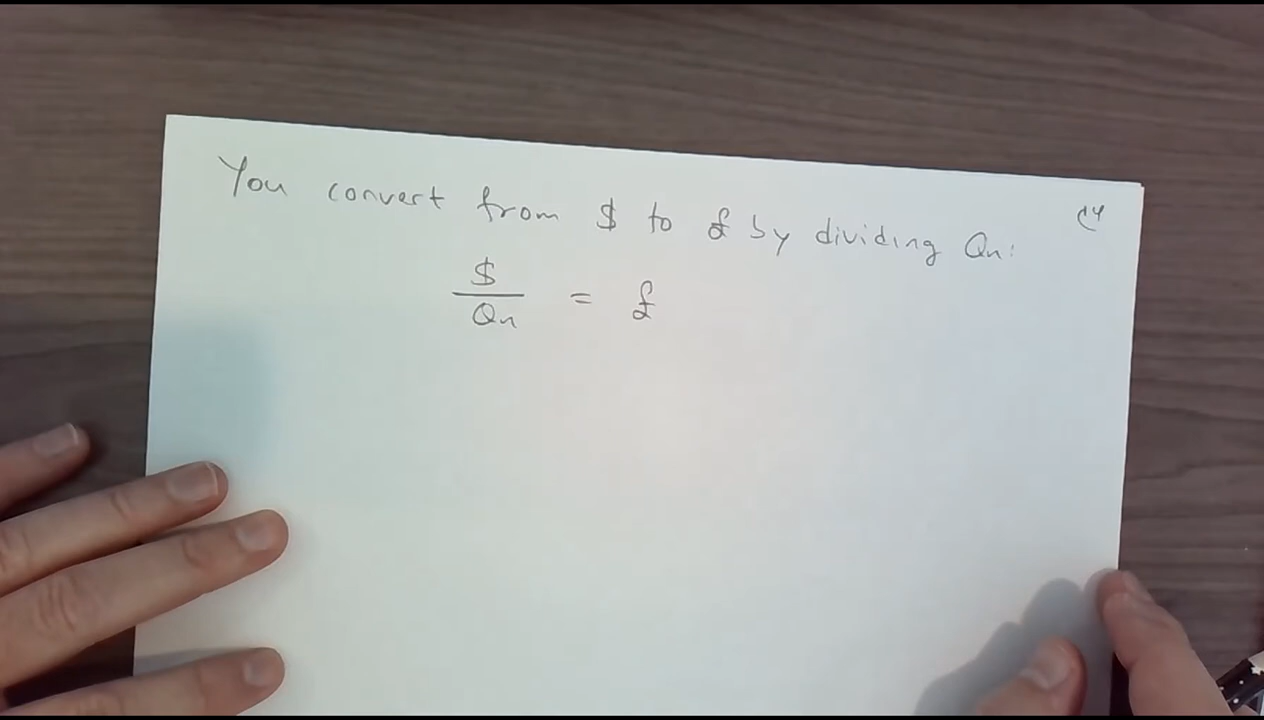 You convert from $ to £ by dividing Qn:
$
Qn
= £